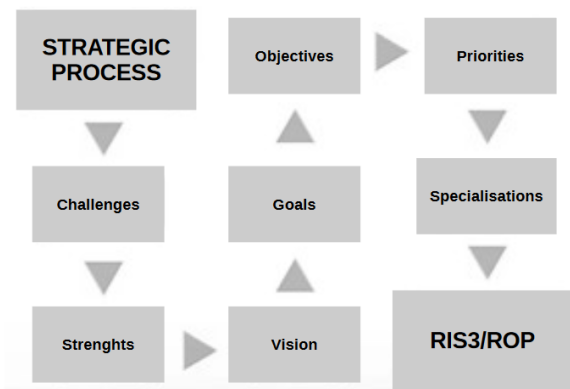 STRATEGIC
PROCESS
Challenges
Strenghts
Vision
Goals
Objectives
Priorities
Specialisations
RIS3/ROP